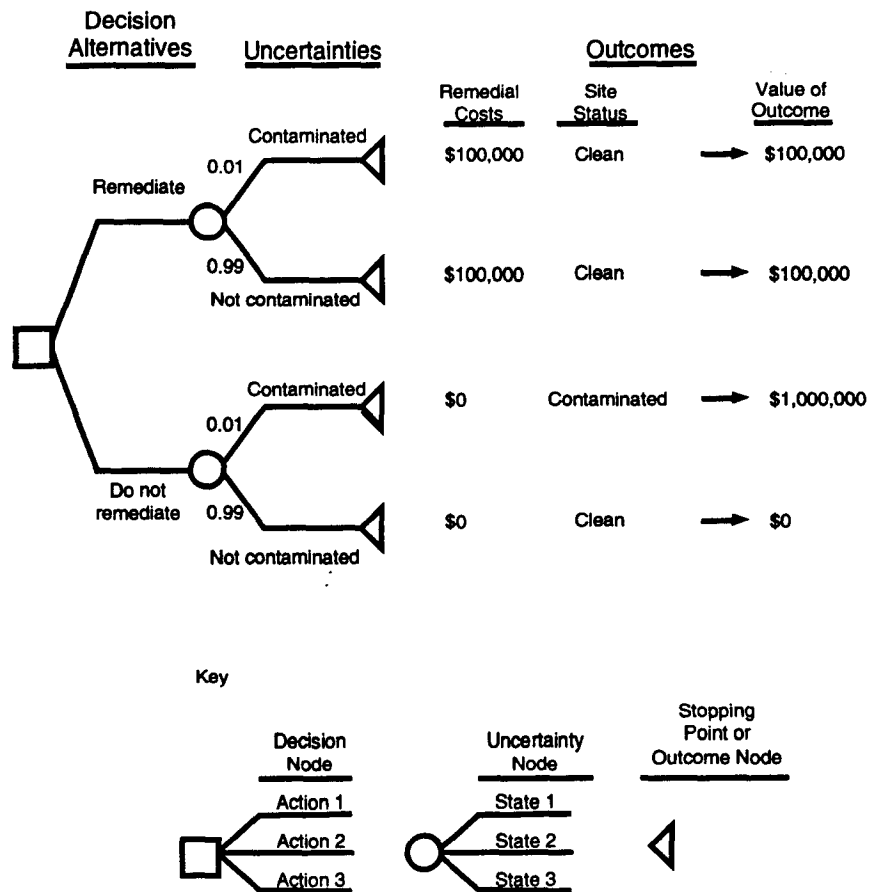 Decision
Alternatives
Uncertainties
Outcomes
Remedial
Costs
Site
Status
Value of
Outcome
Contaminated
0.01
Remediate
0.99
Not contaminated
$100,000 Clean $100,000
$100,000 Clean $100,000
Contaminated
0.01
Do not
remediate
0.99
Not contaminated
$0 Contaminated $1,000,000
$0 Clean $0
Key
Decision
Node
Action 1
Action 2
Action 3
Uncertainty
Node
State 1
State 2
State 3
Stopping
Point or
Outcome Node